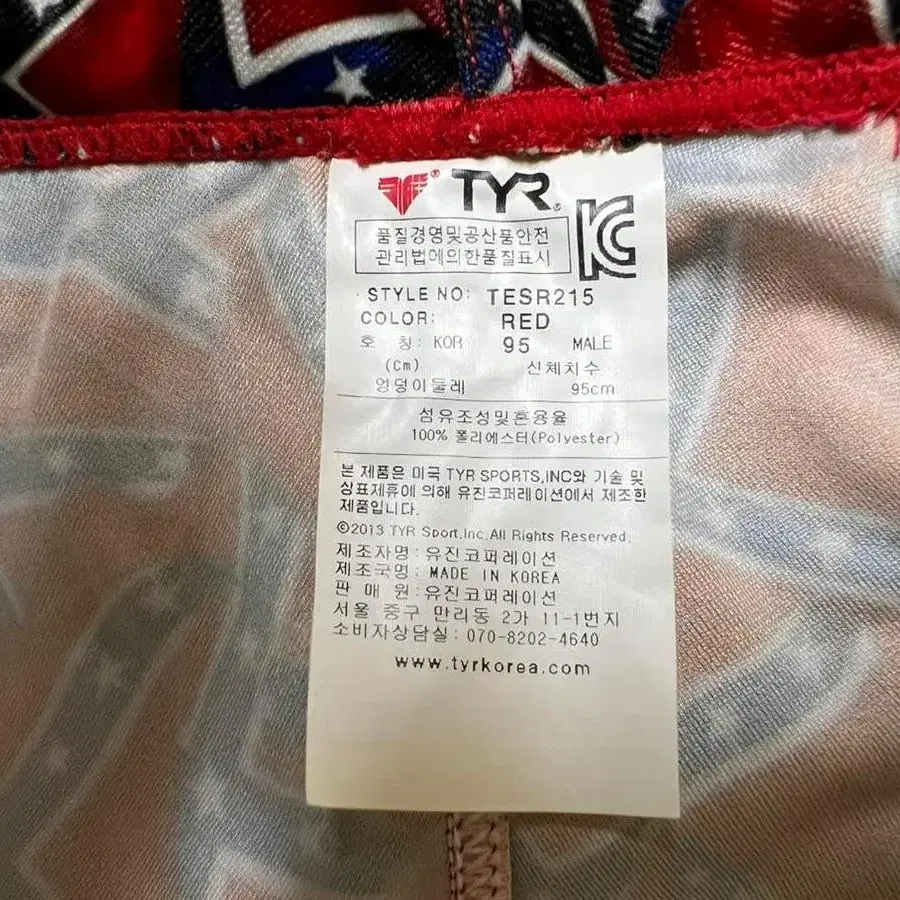 TYR®
품질경영및공산품안전
관리법에의한품질표시
STYLE NO: TESR215
COLOR: RED
호 칭: KOR 95 MALE
(Cm) 신체치수
엉덩이둘레 95cm
섬유조성및혼용율
100% 폴리에스터(Polyester)
본 제품은 미국 TYR SPORTS,INC와 기술 및
상표제휴에 의해 유진코퍼레이션에서 제조한
제품입니다.
©2013 TYR Sport.Inc.All Rights Reserved.
제조자명 : 유진코퍼레이션
제조국명 : MADE IN KOREA
판 매 원 : 유진코퍼레이션
서울 중구 만리동 2가 11-1번지
소비자상담실 : 070-8202-4640
www.tyrkorea.com